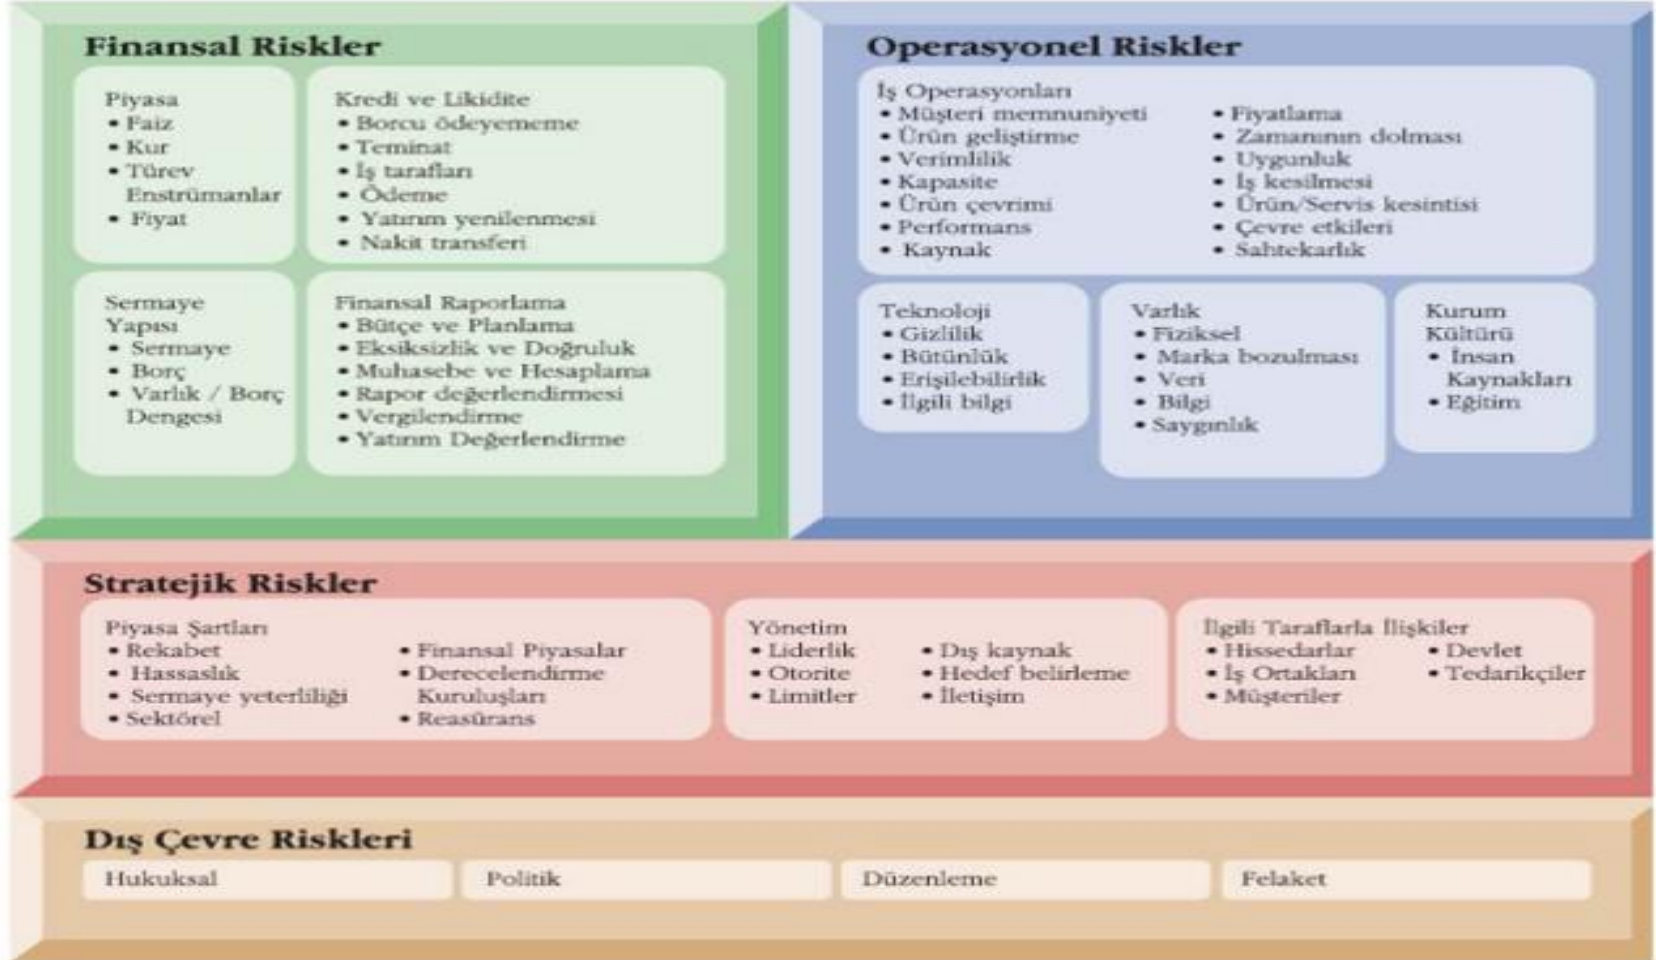 Finansal Riskler
Piyasa
• Faiz
• Kur
• Türev
Enstrümanlar
• Fiyat
Kredi ve Likidite
• Borcu ödeyememe
• Teminat
• İş tarafları
• Ödeme
• Yatırım yenilenmesi
• Nakit transferi
Sermaye
Yapısı
• Sermaye
• Borç
• Varlık / Borç
Dengesi
Finansal Raporlama
• Bütçe ve Planlama
• Eksiksizlik ve Doğruluk
• Muhasebe ve Hesaplama
• Rapor değerlendirmesi
• Vergilendirme
• Yatırım Değerlendirme
Operasyonel Riskler
İş Operasyonları
• Müşteri memnuniyeti
• Ürün geliştirme
• Verimlilik
• Kapasite
• Ürün çevrimi
• Performans
• Kaynak
• Fiyatlama
• Zamanının dolması
• Uygunluk
• İş kesilmesi
• Ürün/Servis kesintisi
• Çevre etkileri
• Sahtekarlık
Teknoloji
• Gizlilik
• Bütünlük
• Erişilebilirlik
• İlgili bilgi
Varlık
• Fiziksel
• Marka bozulması
• Veri
• Bilgi
• Saygınlık
Kurum
Kültürü
• İnsan
Kaynakları
• Eğitim
Stratejik Riskler
Piyasa Şartları
• Rekabet
• Hassaslık
• Sermaye yeterliliği
• Sektörel
• Finansal Piyasalar
• Derecelendirme
Kuruluşları
• Reasürans
Yönetim
• Liderlik
• Otorite
• Limitler
• Dış kaynak
• Hedef belirleme
• İletişim
İlgili Taraflarla İlişkiler
• Hissedarlar
• İş Ortakları
• Müşteriler
• Devlet
• Tedarikçiler
Dış Çevre Riskleri
Hukuksal
Politik
Düzenleme
Felaket